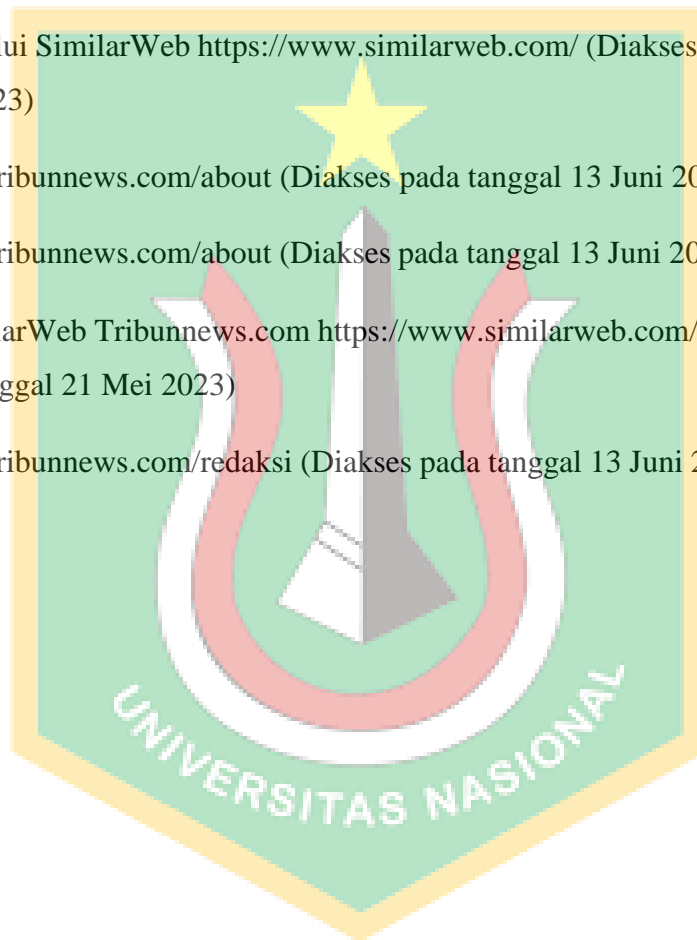 lui SimilarWeb https://www.similarweb.com/ (Diakses
23)
ribunnews.com/about (Diakses pada tanggal 13 Juni 20
ribunnews.com/about (Diakses pada tanggal 13 Juni 20
larWeb Tribunnews.com https://www.similarweb.com/
nggal 21 Mei 2023)
ribunnews.com/redaksi (Diakses pada tanggal 13 Juni 2
UNIVERSITAS NASIONAL